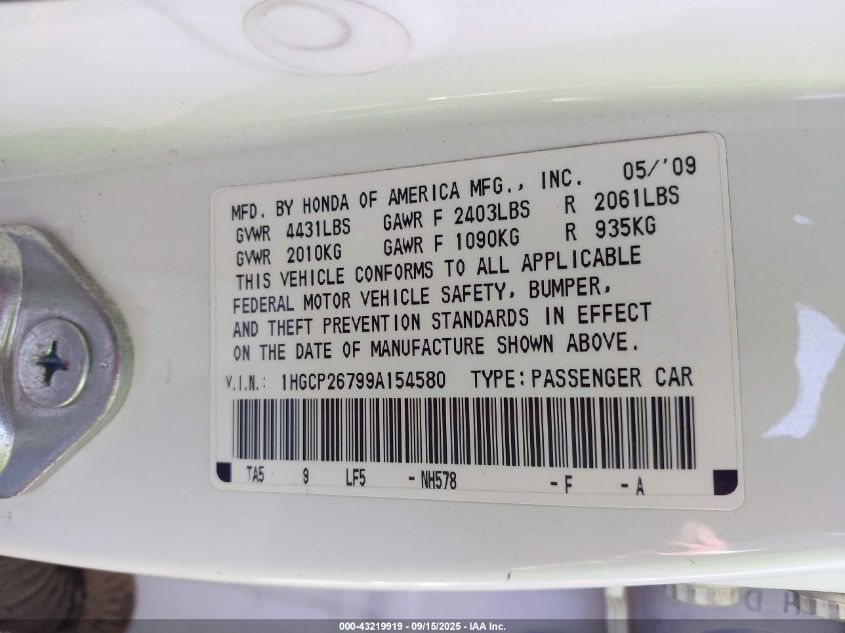 MFD. BY HONDA OF AMERICA MFG., INC. 05/'09
GVWR 4431LBS GAWR F 2403LBS R 2061LBS
GVWR 2010KG GAWR F 1090KG R 935KG
THIS VEHICLE CONFORMS TO ALL APPLICABLE
FEDERAL MOTOR VEHICLE SAFETY, BUMPER,
AND THEFT PREVENTION STANDARDS IN EFFECT
ON THE DATE OF MANUFACTURE SHOWN ABOVE.
V.I.N.: 1HGCP26799A154580 TYPE: PASSENGER CAR
TA5 9 LF5 - NH578 - F - A
000-43219919 - 09/15/2025 - IAA Inc.